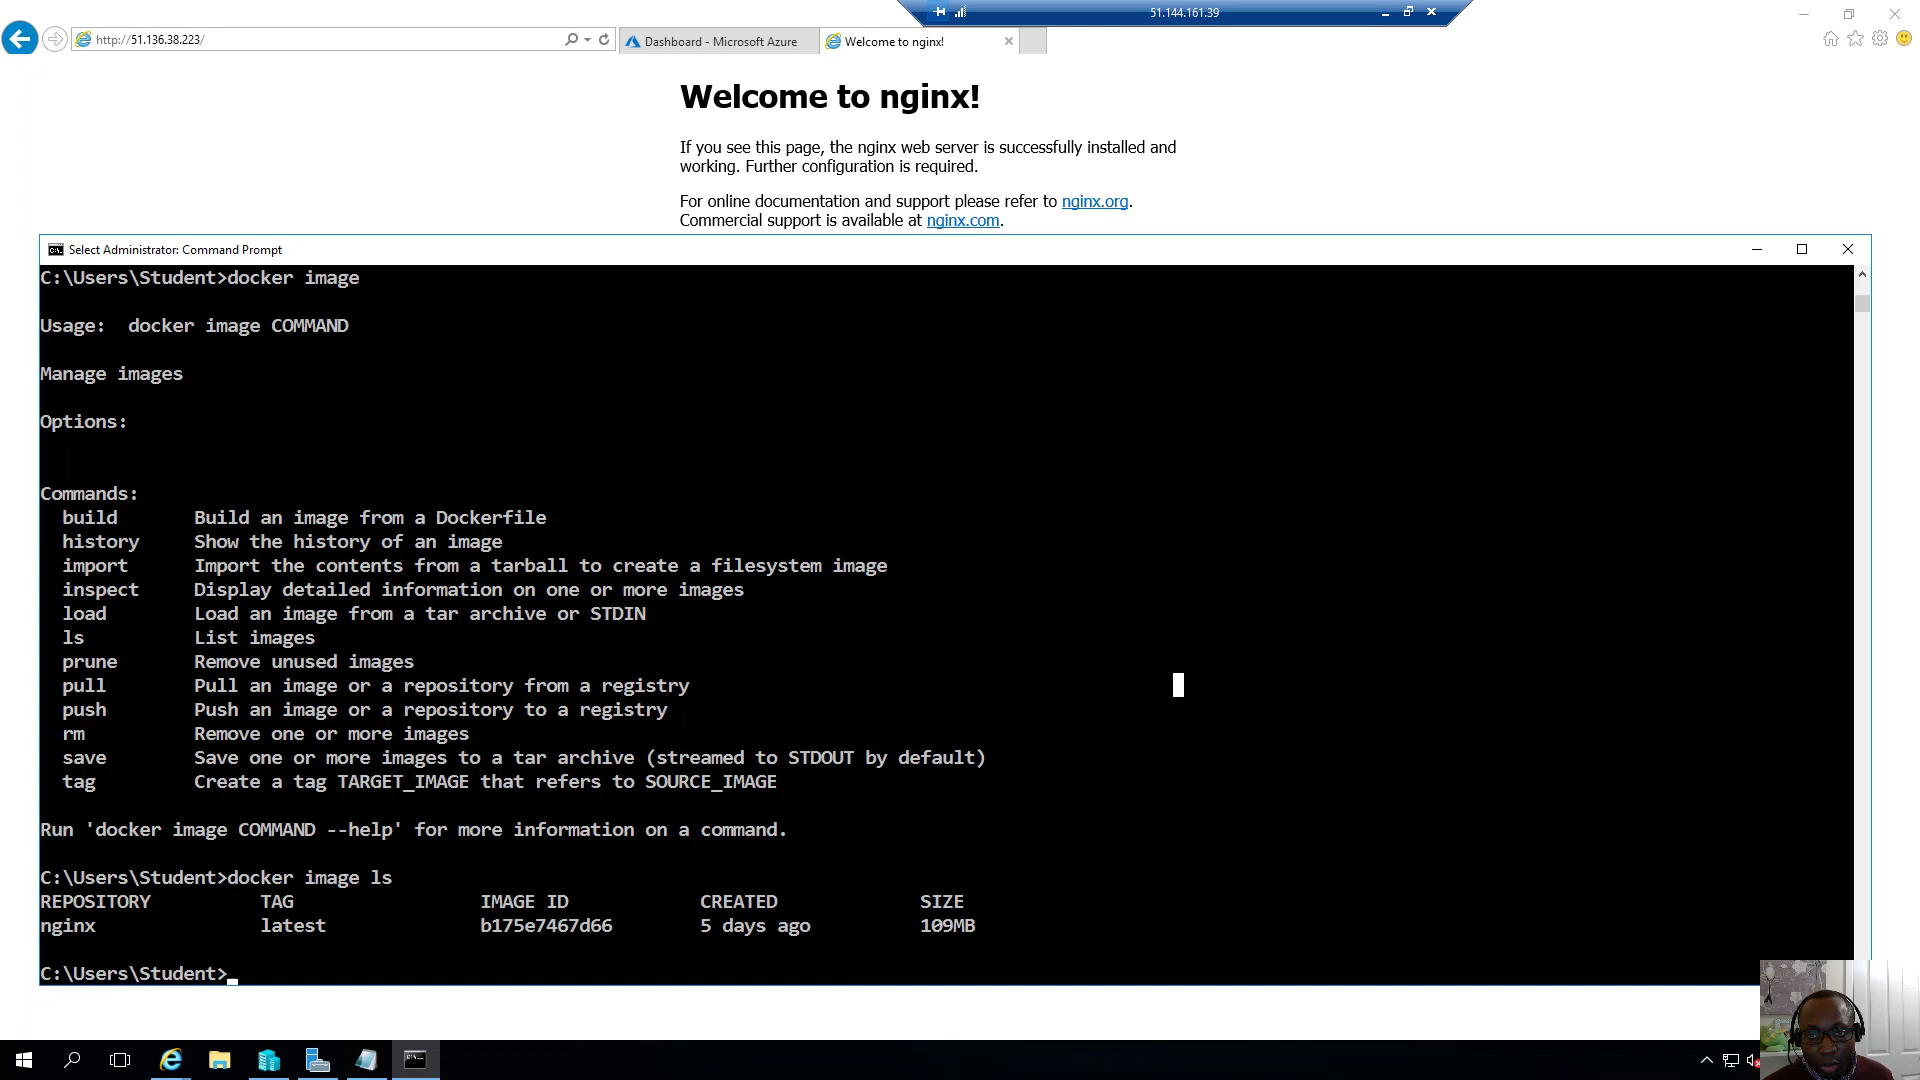 51.144.161.39
http://51.136.38.223/
Dashboard - Microsoft Azure
Welcome to nginx!
Welcome to nginx!
If you see this page, the nginx web server is successfully installed and
working. Further configuration is required.
For online documentation and support please refer to nginx.org.
Commercial support is available at nginx.com.
Select Administrator: Command Prompt
C:\Users\Student>docker image
Usage:  docker image COMMAND
Manage images
Options:
Commands:
build Build an image from a Dockerfile
history Show the history of an image
import Import the contents from a tarball to create a filesystem image
inspect Display detailed information on one or more images
load Load an image from a tar archive or STDIN
ls List images
prune Remove unused images
pull Pull an image or a repository from a registry
push Push an image or a repository to a registry
rm Remove one or more images
save Save one or more images to a tar archive (streamed to STDOUT by default)
tag Create a tag TARGET_IMAGE that refers to SOURCE_IMAGE
Run 'docker image COMMAND --help' for more information on a command.
C:\Users\Student>docker image ls
REPOSITORY TAG IMAGE ID CREATED SIZE
nginx latest b175e7467d66 5 days ago 109MB
C:\Users\Student>